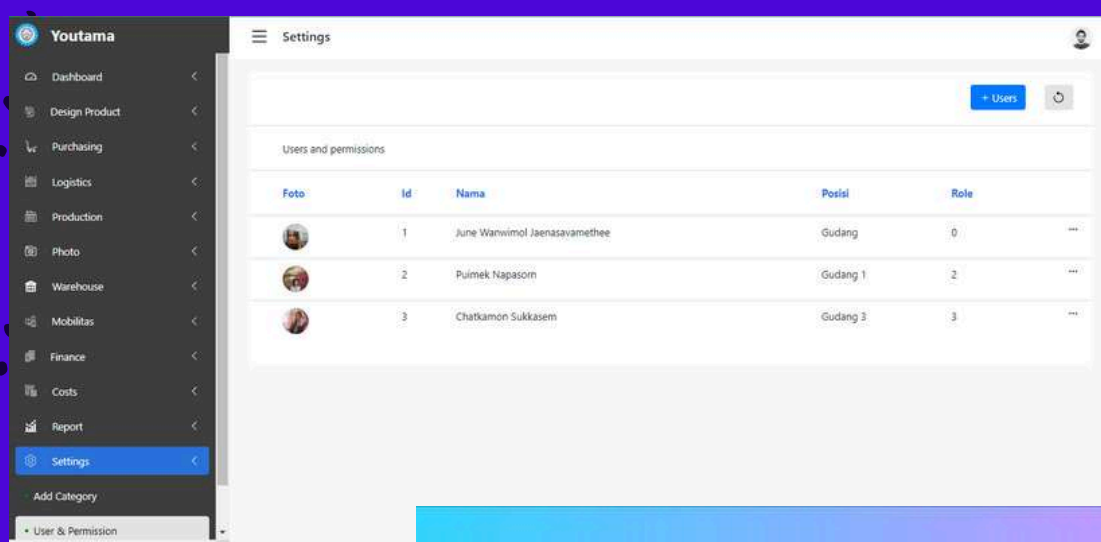 Youtama
Settings
Dashboard
Design Product
Purchasing
Logistics
Production
Photo
Warehouse
Mobilitas
Finance
Costs
Report
Settings
Add Category
User & Permission
+ Users
Users and permissions
Foto Id Nama Posisi Role
1 June Wanwimol Jaenasavamethee Gudang 0
2 Puimek Napasorn Gudang 1 2
3 Chatkamon Sukkasem Gudang 3 3